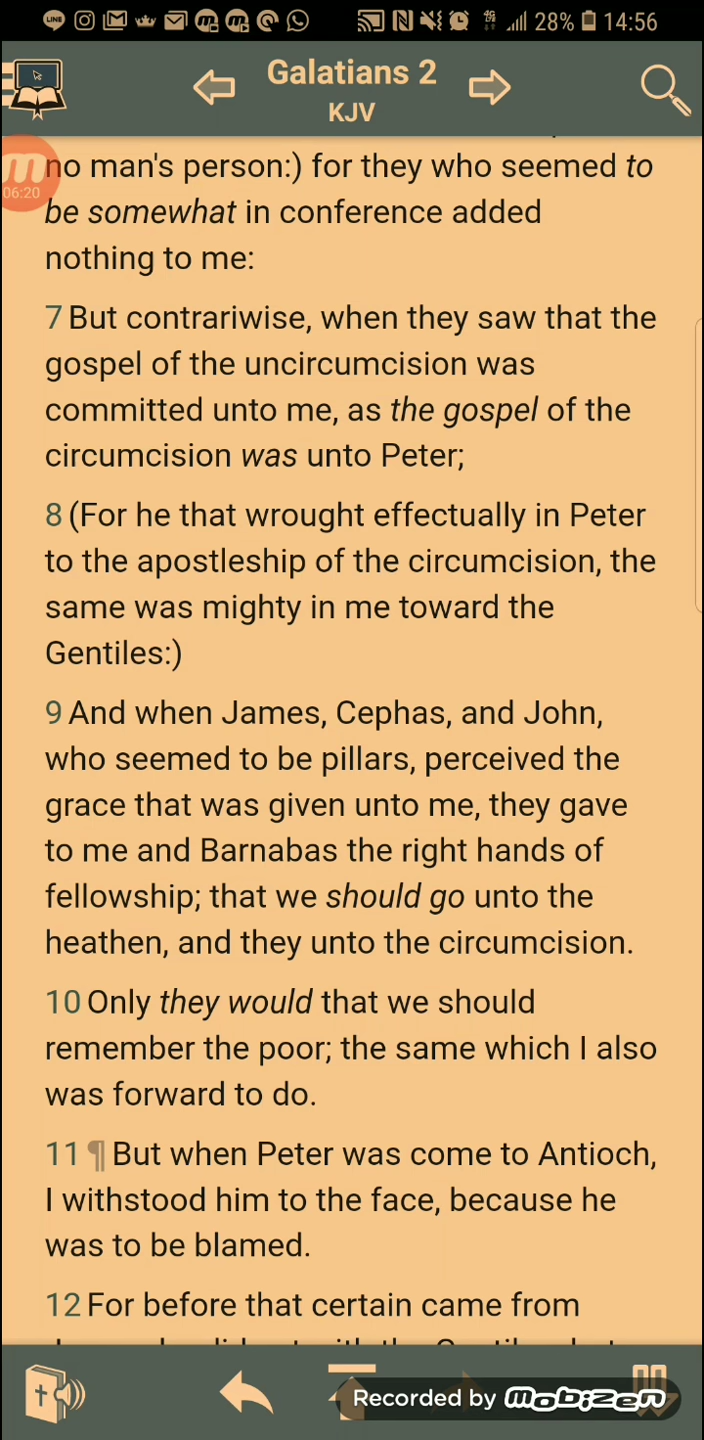 28% 14:56
Galatians 2
KJV
06:20
no man's person:) for they who seemed to
be somewhat in conference added
nothing to me:
7 But contrariwise, when they saw that the
gospel of the uncircumcision was
committed unto me, as the gospel of the
circumcision was unto Peter;
8 (For he that wrought effectually in Peter
to the apostleship of the circumcision, the
same was mighty in me toward the
Gentiles:)
9 And when James, Cephas, and John,
who seemed to be pillars, perceived the
grace that was given unto me, they gave
to me and Barnabas the right hands of
fellowship; that we should go unto the
heathen, and they unto the circumcision.
10 Only they would that we should
remember the poor; the same which I also
was forward to do.
11 ¶ But when Peter was come to Antioch,
I withstood him to the face, because he
was to be blamed.
12 For before that certain came from
Recorded by mobizen